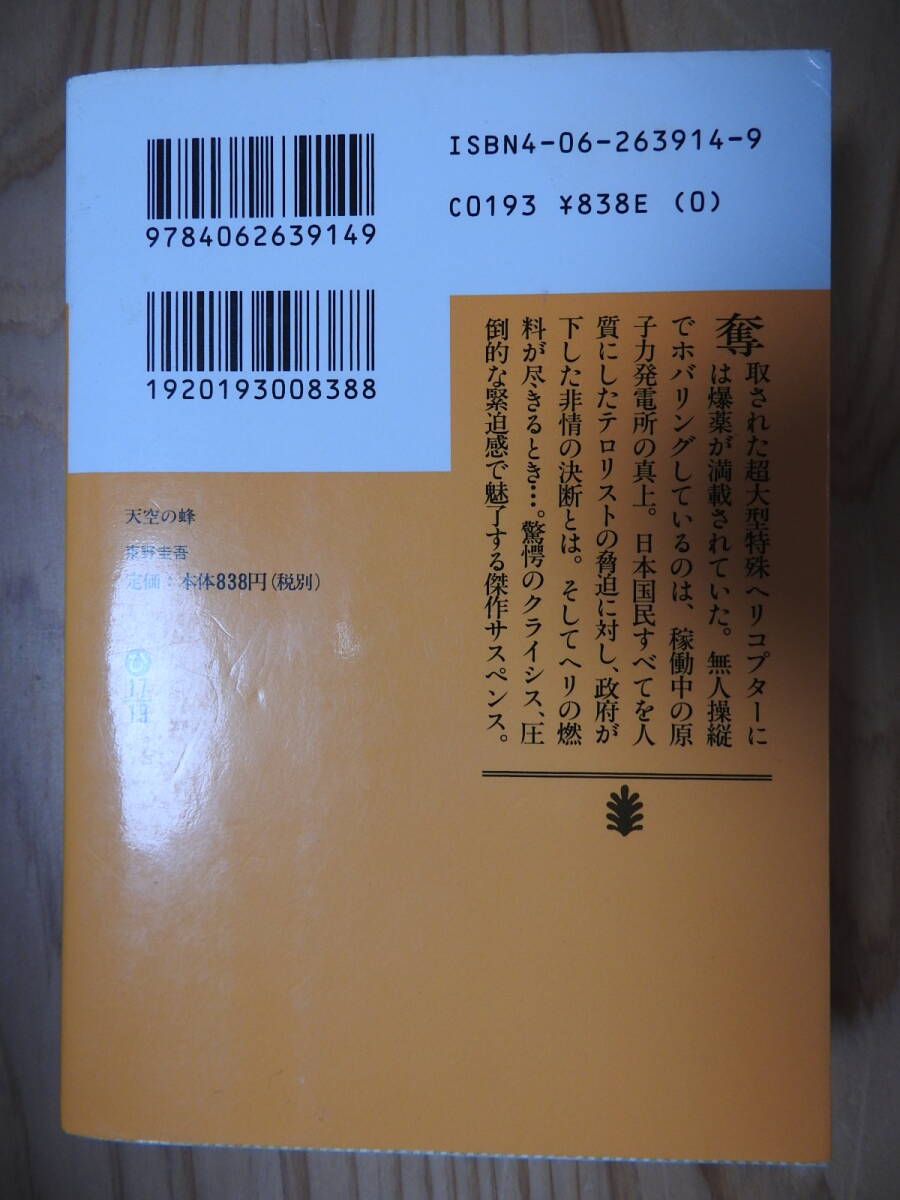 ISBN4-06-263914-9
C0193 ¥838E (0)
9784062639149
1920193008388
奪取された超大型特殊ヘリコプターに
は爆薬が満載されていた。無人操縦
でホバリングしているのは、稼働中の原
子力発電所の真上。日本国民すべてを人
質にしたテロリストの脅迫に対し、政府が
下した非情の決断とは。そしてヘリの燃
料が尽きるとき…。驚愕のクライシス、圧
倒的な緊迫感で魅了する傑作サスペンス。
天空の蜂
東野圭吾
定価：本体838円（税別）
ひ
17